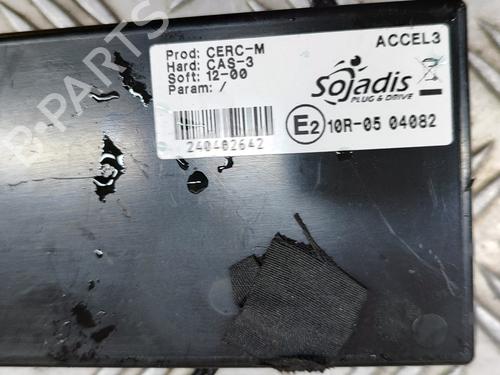 Prod: CERC-M
Hard: CAS-3
Soft: 12-00
Param: /
240402642
ACCEL3
Sojadis
PLUG & DRIVE
E2 10R-05 04082
R-PARTS